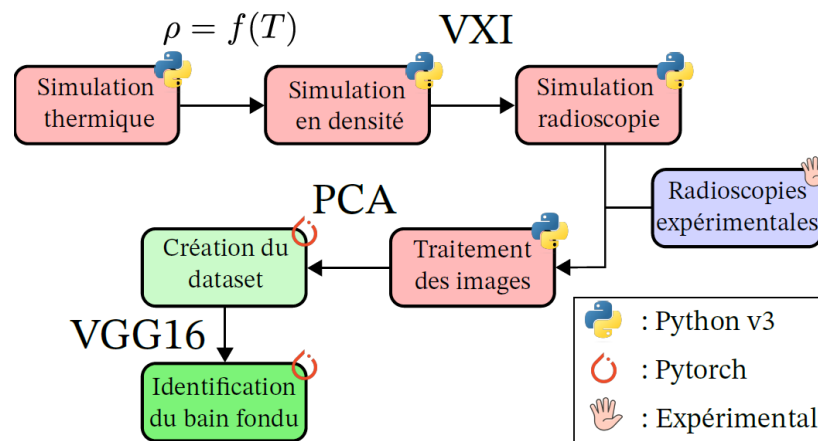 ρ = f(T)
VXI
Simulation
thermique
Simulation
en densité
Simulation
radioscopie
Radioscopies
expérimentales
PCA
Création du
dataset
Traitement
des images
VGG16
Identification
du bain fondu
: Python v3
: Pytorch
: Expérimental